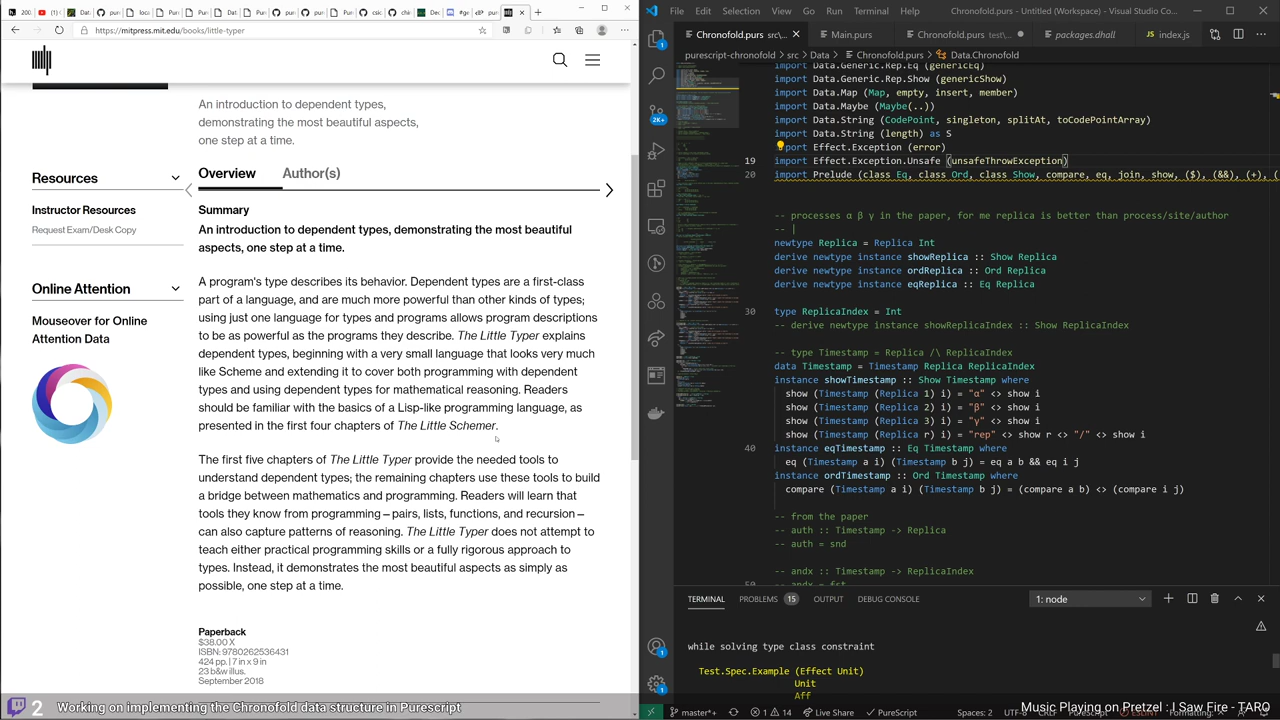 https://mitpress.mit.edu/books/little-typer
An introduction to dependent types,
demonstrating the most beautiful aspects,
one step at a time.
Resources
Instructor Resources
Request Exam/Desk Copy
Online Attention
Mouseover for Online
Attention Data
Overview
Author(s)
Summary
An introduction to dependent types, demonstrating the most beautiful
aspects, one step at a time.
A program's type describes its behavior. Dependent types are a first-class
part of a language, and are much more powerful than other kinds of types;
using just one language for types and programs allows program descriptions
to be as powerful as the programs they describe. The Little Typer explains
dependent types, beginning with a very small language that looks very much
like Scheme and extending it to cover both programming with dependent
types and using dependent types for mathematical reasoning. Readers
should be familiar with the basics of a Lisp-like programming language, as
presented in the first four chapters of The Little Schemer.
The first five chapters of The Little Typer provide the needed tools to
understand dependent types; the remaining chapters use these tools to build
a bridge between mathematics and programming. Readers will learn that
tools they know from programming—pairs, lists, functions, and recursion—
can also capture patterns of reasoning. The Little Typer does not attempt to
teach either practical programming skills or a fully rigorous approach to
types. Instead, it demonstrates the most beautiful aspects as simply as
possible, one step at a time.
Paperback
$38.00 X
ISBN: 9780262536431
424 pp. | 7 in x 9 in
23 b&w illus.
September 2018
2 Working on implementing the Chronofold data structure in Purescript
File Edit Selection View Go Run Terminal Help Chronofold.purs - Untitled (Workspace) - Visual Studio Co...
Chronofold.purs src\... Main.purs Chronofold.purs test\... packages.dhall index.js
purescript-chronofold > src > Data > Chronofold.purs > Data.Chronofold
import Data.Generic.Rep.Eq (genericEq)
import Data.Generic.Rep.Show (genericShow)
import Data.Map (Map, empty, insert, member)
import Data.Maybe (Maybe(..))
import Data.String (CodePoint, singleton, splitAt, toCodePointArray)
import Data.String (length) as S
port Effect.Exception (error)
19 import Effect.Exception.Unsafe (unsafeThrowException)
20 import Prelude (class Eq, class Ord, class Show, compare, eq, join, show, (-), (&&), (+), (
-- processes α β γ in the paper, for me replica is better than process/site/author
-- |
newtype Replica = Replica Int
derive newtype instance showReplica :: Show Replica
derive newtype instance ordReplica :: Ord Replica
derive newtype instance eqReplica :: Eq Replica
30 type ReplicaIndex = Int
-- derive newtype instance showReplicaIndex :: Show ReplicaIndex
-- type Timestamp = Replica /\ ReplicaIndex
data Timestamp = Timestamp Replica ReplicaIndex
instance showTimestamp :: Show Timestamp where
show (Timestamp (Replica 1) i) = "α" <> show i
show (Timestamp (Replica 2) i) = "β" <> show i
show (Timestamp (Replica 3) i) = "γ" <> show i
show (Timestamp (Replica r) i) = "rep" <> show r <> "/" <> show i
40 instance eqTimestamp :: Eq Timestamp where
eq (Timestamp a i) (Timestamp b j) = eq a b && eq i j
instance ordTimestamp :: Ord Timestamp where
compare (Timestamp a i) (Timestamp b j) = (compare a b) <> (compare i j)
-- from the paper
-- auth :: Timestamp -> Replica
-- auth = snd
-- andx :: Timestamp -> ReplicaIndex
50 -- andx = fst
TERMINAL PROBLEMS 15 OUTPUT DEBUG CONSOLE 1: node
while solving type class constraint
Test.Spec.Example (Effect Unit)
Unit
Aff
master*+ 1 14 Live Share PureScript Spaces: 2 UTF-8
Music Playing on Pretzel : I Saw Fire - TARO